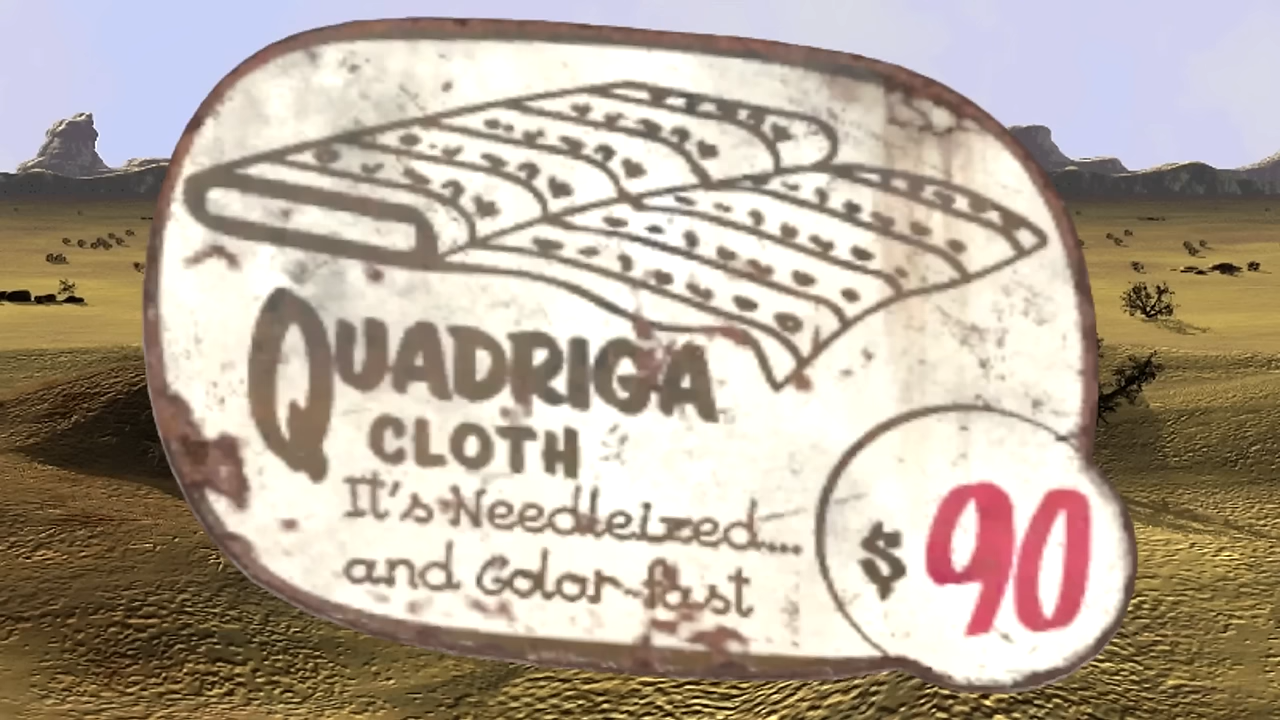 QUADRIGA
CLOTH
It's Needleized....
and Color-fast
$90